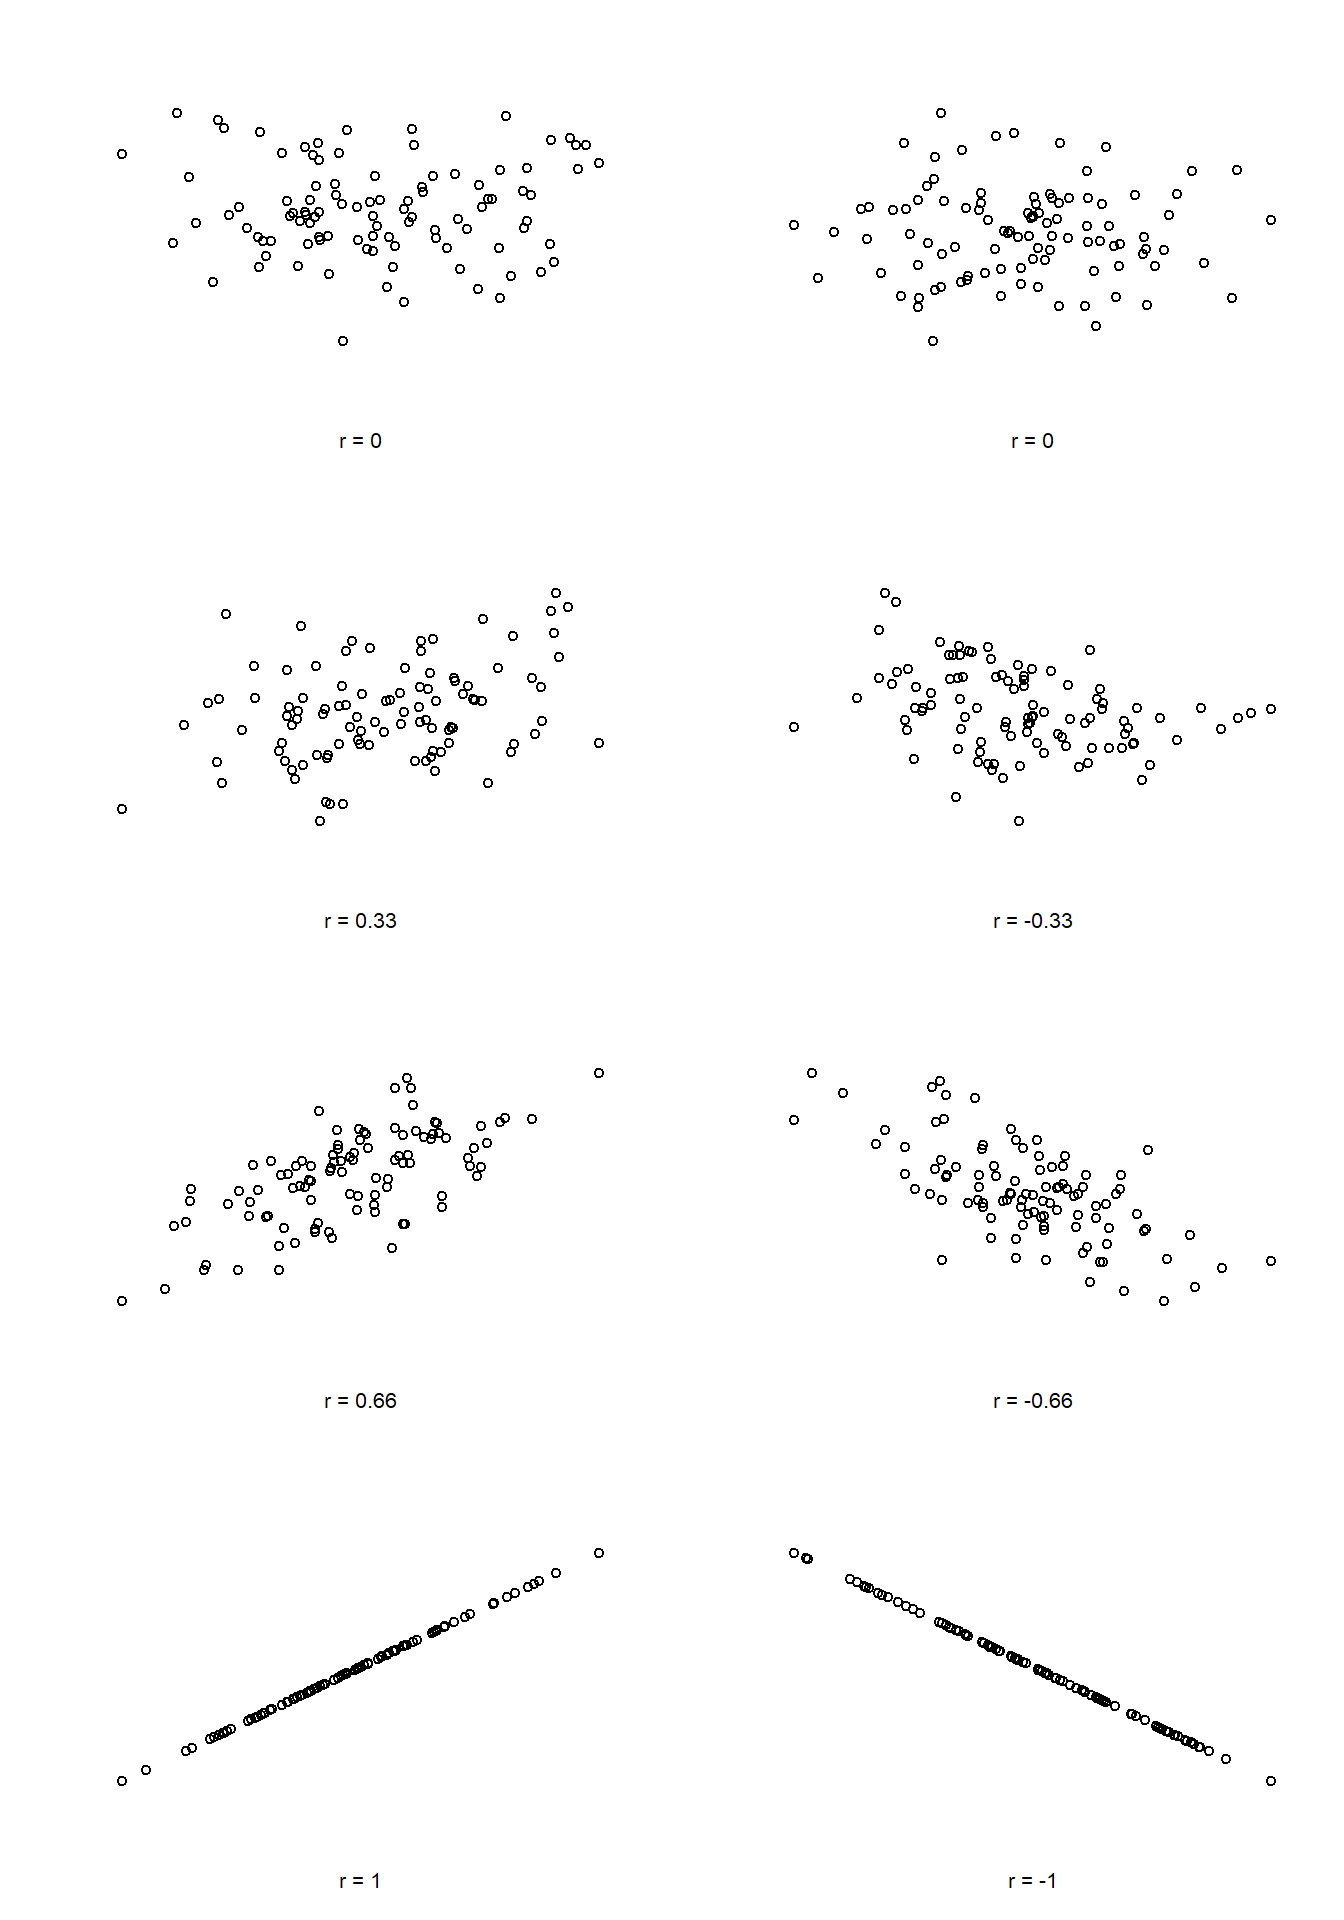 r = 0
r = 0
r = 0.33
r = -0.33
r = 0.66
r = -0.66
r = 1
r = -1